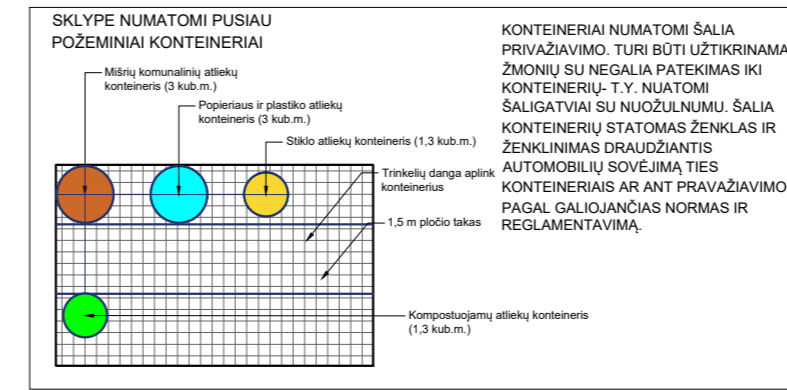 SKLYPE NUMATOMI PUSIAU
POŽEMINIAI KONTEINERIAI
Mišrių komunalinių atliekų
konteineris (3 kub.m.)
Popieriaus ir plastiko atliekų
konteineris (3 kub.m.)
Stiklo atliekų konteineris (1,3 kub.m.)
Trinkelių danga aplink
konteinerius
1,5 m pločio takas
Kompostuojamų atliekų konteineris
(1,3 kub.m.)
KONTEINERIAI NUMATOMI ŠALIA
PRIVAŽIAVIMO. TURI BŪTI UŽTIKRINAMA
ŽMONIŲ SU NEGALIA PATEKIMAS IKI
KONTEINERIŲ- T.Y. NUATOMI
ŠALIGATVIAI SU NUOŽULNUMU. ŠALIA
KONTEINERIŲ STATOMAS ŽENKLAS IR
ŽENKLINIMAS DRAUDŽIANTIS
AUTOMOBILIŲ SOVĖJIMĄ TIES
KONTEINERIAIS AR ANT PRAVAŽIAVIMO
PAGAL GALIOJANČIAS NORMAS IR
REGLAMENTAVIMĄ.